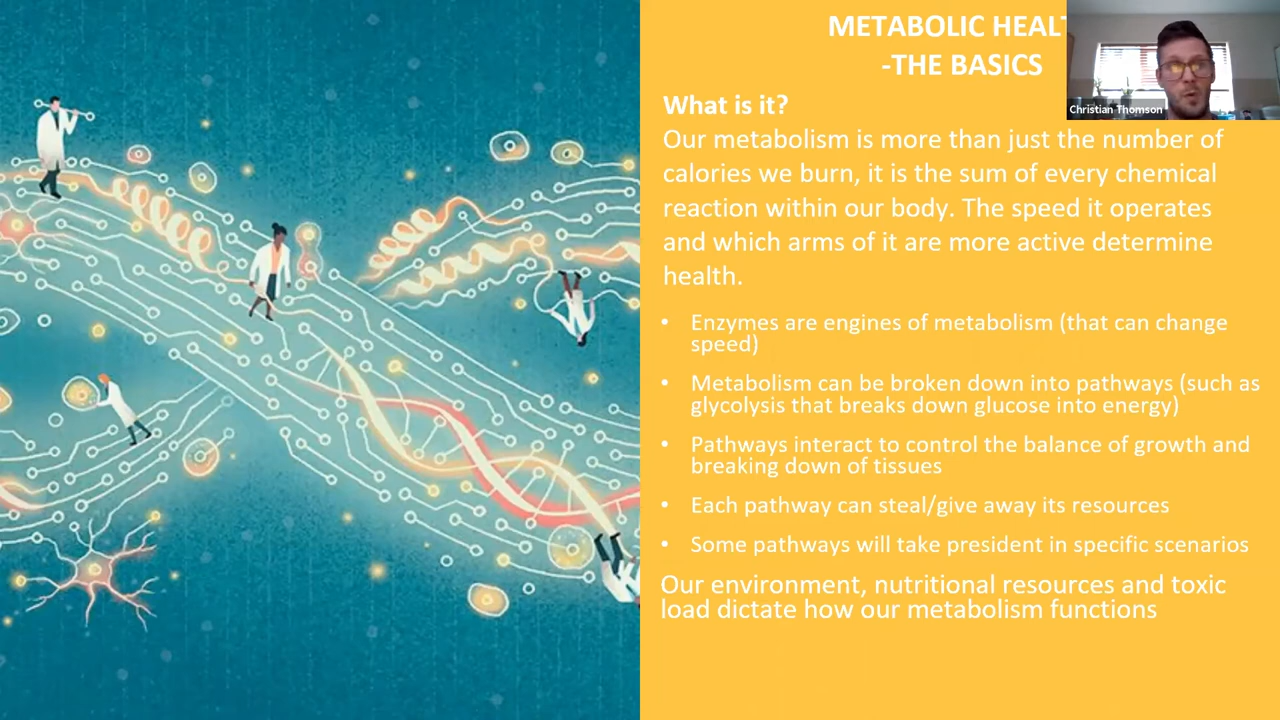 METABOLIC HEALT
-THE BASICS
Christian Thomson
What is it?
Our metabolism is more than just the number of
calories we burn, it is the sum of every chemical
reaction within our body. The speed it operates
and which arms of it are more active determine
health.
• Enzymes are engines of metabolism (that can change
speed)
• Metabolism can be broken down into pathways (such as
glycolysis that breaks down glucose into energy)
• Pathways interact to control the balance of growth and
breaking down of tissues
• Each pathway can steal/give away its resources
• Some pathways will take president in specific scenarios
Our environment, nutritional resources and toxic
load dictate how our metabolism functions